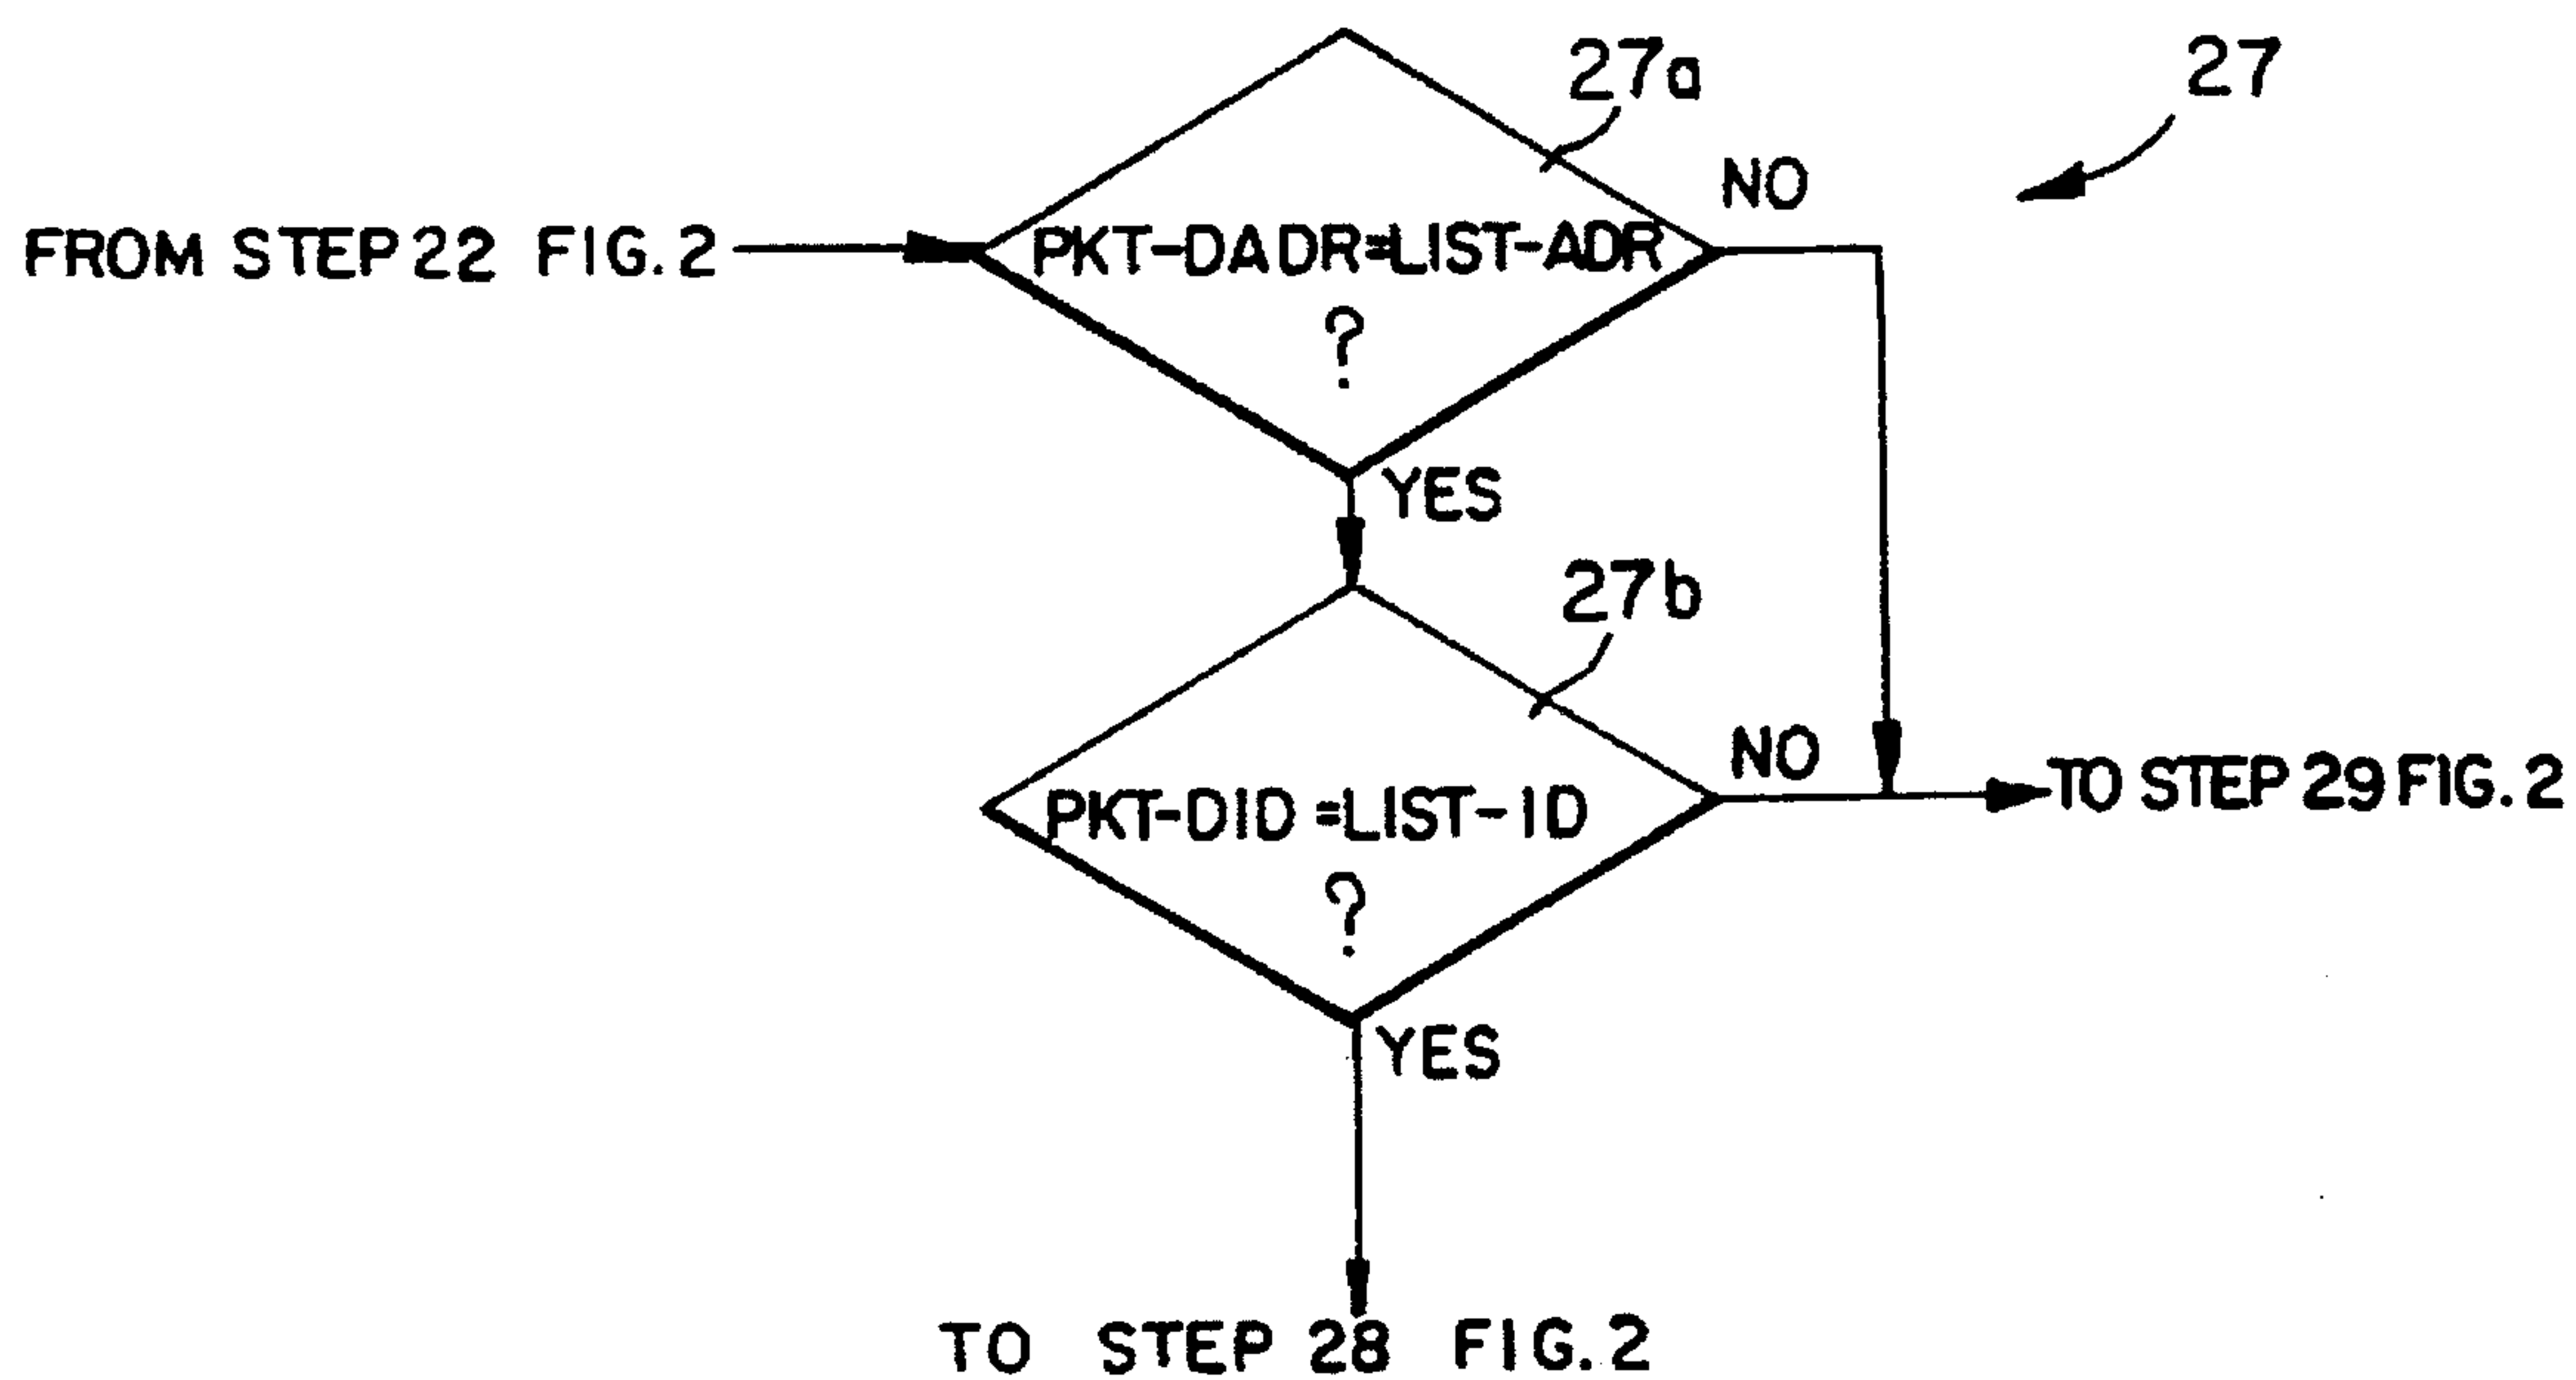 27a
27
NO
FROM STEP 22 FIG. 2
PKT-DADR=LIST-ADR
?
YES
27b
NO
TO STEP 29 FIG. 2
PKT-DID=LIST-ID
?
YES
TO STEP 28 FIG. 2